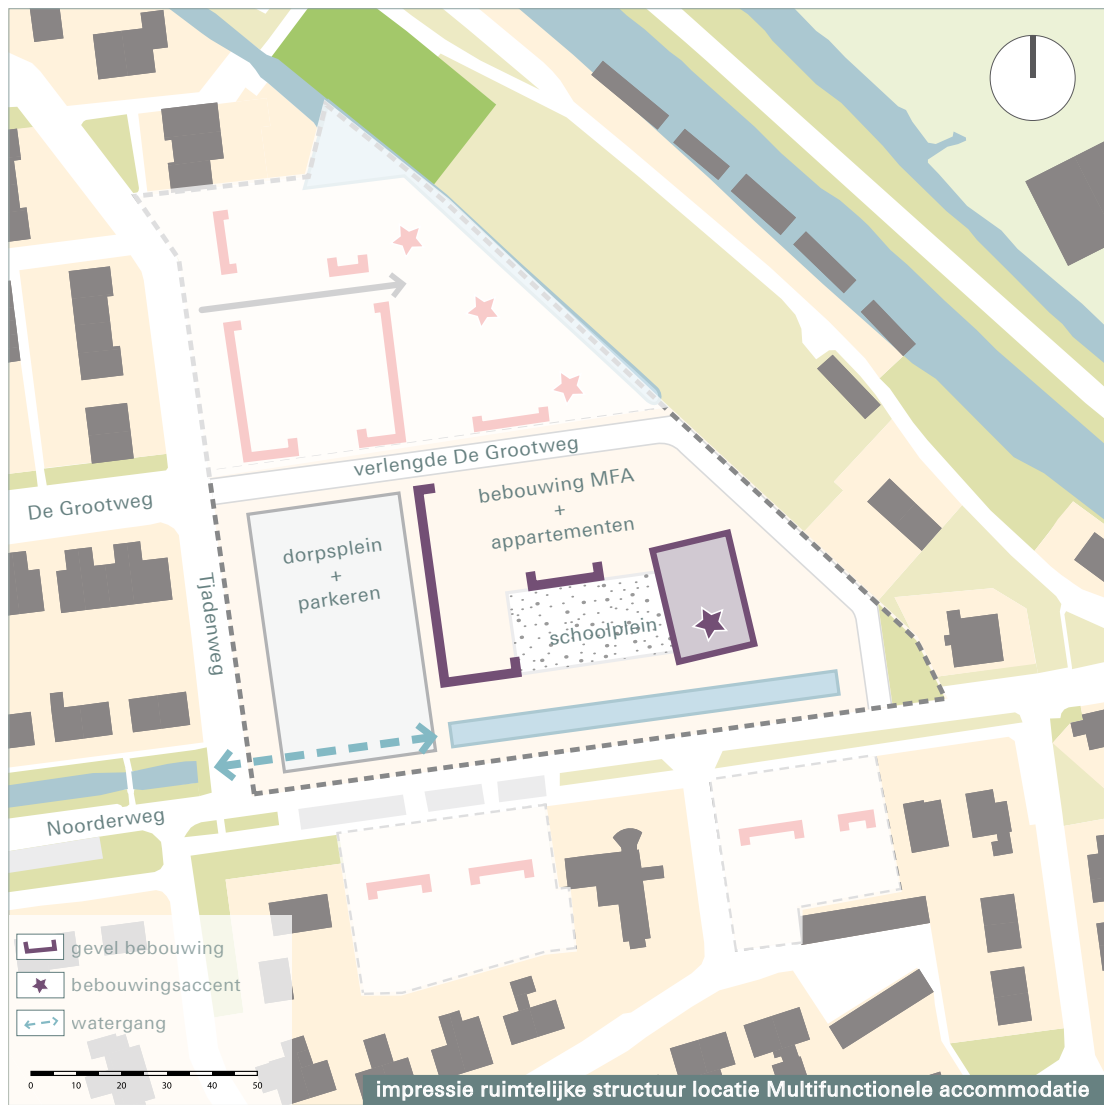 verlengde De Grootweg
bebouwing MFA
+
appartementen
De Grootweg
dorpsplein
+
parkeren
Tjadenweg
schoolplein
Noorderweg
gevel bebouwing
bebouwingsaccent
watergang
0 10 20 30 40 50
impressie ruimtelijke structuur locatie Multifunctionele accommodatie